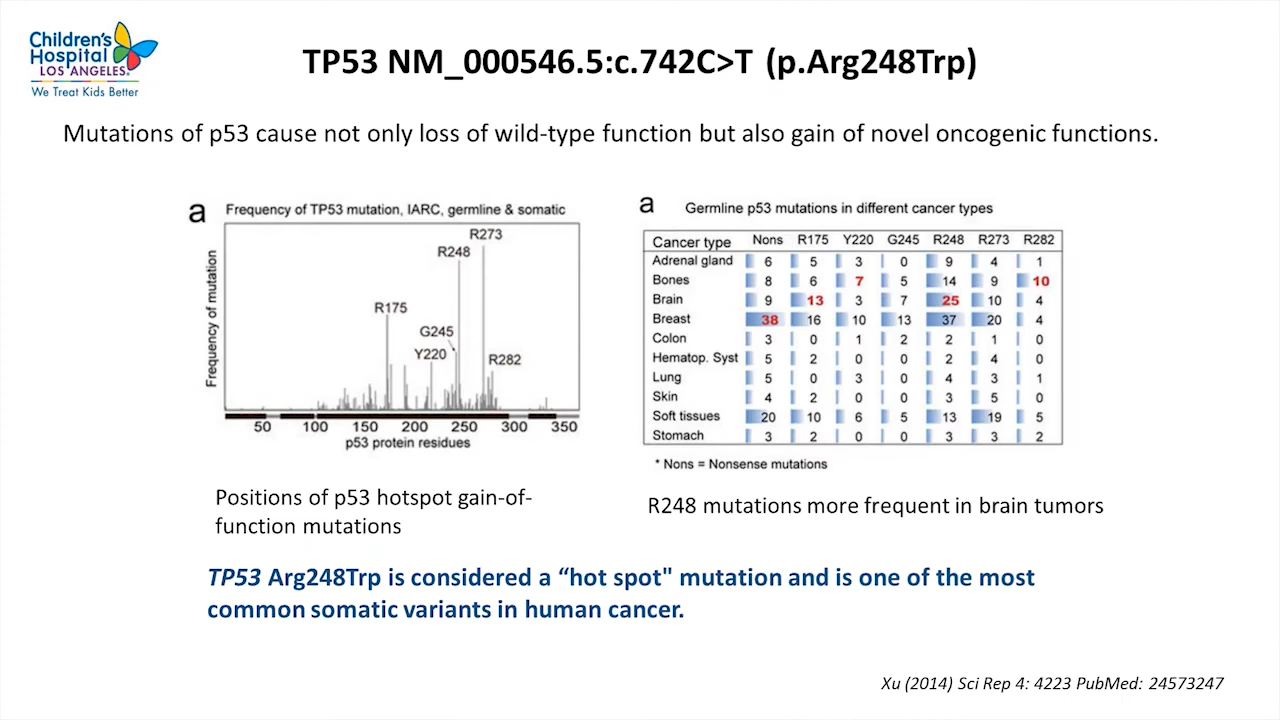 Children's
Hospital
LOS ANGELES®
We Treat Kids Better
TP53 NM_000546.5:c.742C>T (p.Arg248Trp)
Mutations of p53 cause not only loss of wild-type function but also gain of novel oncogenic functions.
a
Frequency of TP53 mutation, IARC, germline & somatic
Frequency of mutation
R273
R248
R175
G245
Y220
R282
50 100 150 200 250 300 350
p53 protein residues
Positions of p53 hotspot gain-of-
function mutations
a
Germline p53 mutations in different cancer types
Cancer type Nons R175 Y220 G245 R248 R273 R282
Adrenal gland 6 5 3 0 9 4 1
Bones 8 6 7 5 14 9 10
Brain 9 13 3 7 25 10 4
Breast 38 16 10 13 37 20 4
Colon 3 0 1 2 2 1 0
Hematop. Syst 5 2 0 0 2 4 0
Lung 5 0 3 0 4 3 1
Skin 4 2 0 0 3 5 0
Soft tissues 20 10 6 5 13 19 5
Stomach 3 2 0 0 3 3 2
* Nons = Nonsense mutations
R248 mutations more frequent in brain tumors
TP53 Arg248Trp is considered a “hot spot" mutation and is one of the most
common somatic variants in human cancer.
Xu (2014) Sci Rep 4: 4223 PubMed: 24573247